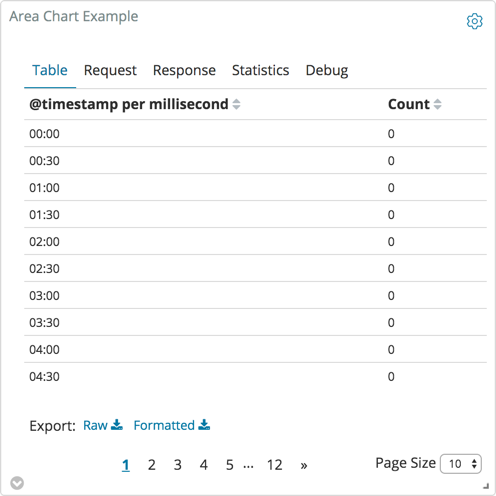 Area Chart Example
Table Request Response Statistics Debug
@timestamp per millisecond Count
00:00 0
00:30 0
01:00 0
01:30 0
02:00 0
02:30 0
03:00 0
03:30 0
04:00 0
04:30 0
Export: Raw Formatted
1 2 3 4 5 ... 12 » Page Size 10